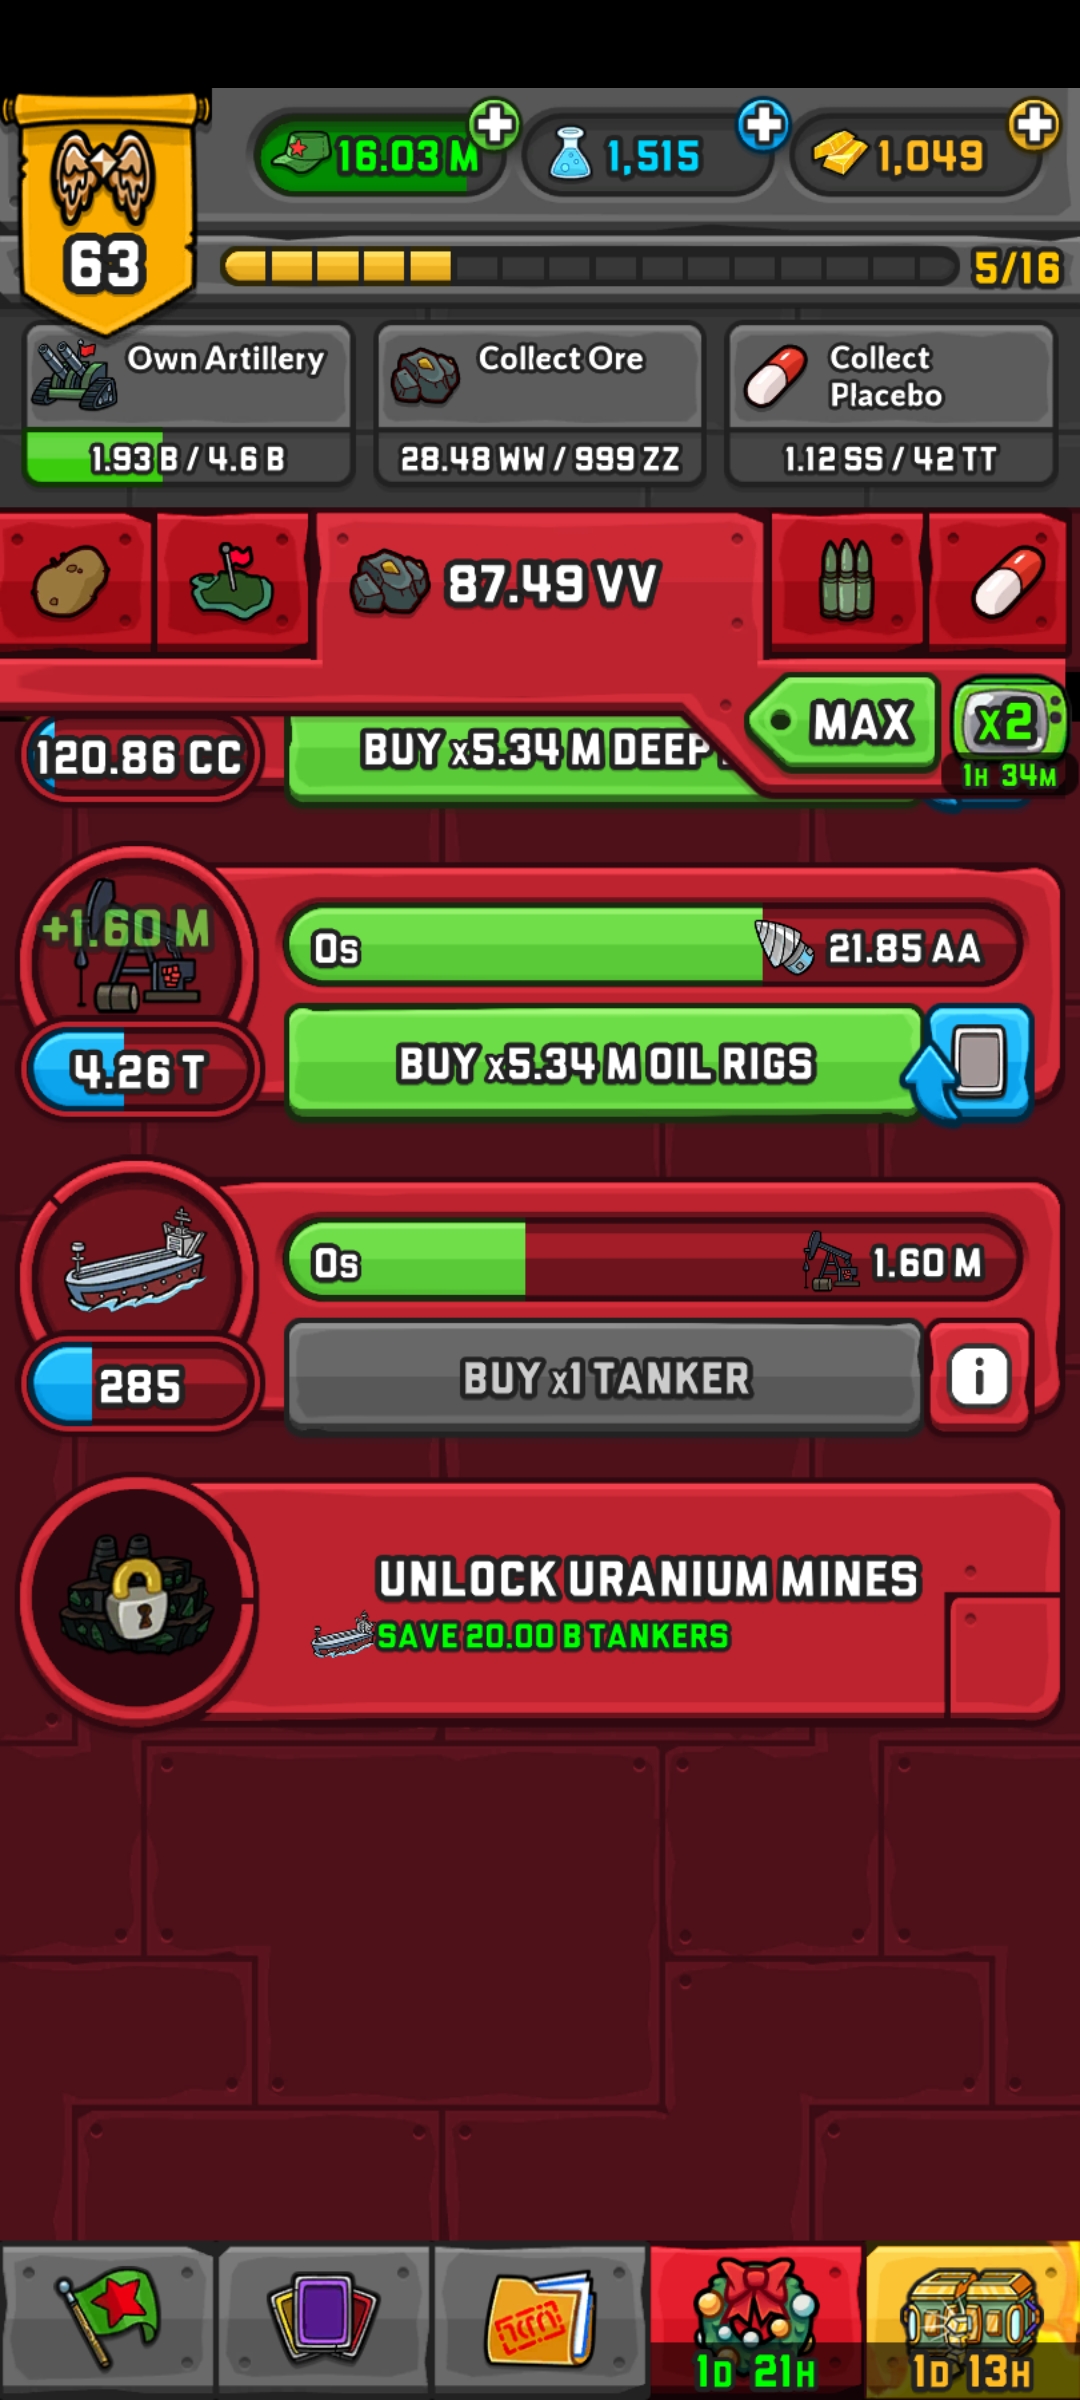 16.03 M
1,515
1,049
63
5/16
Own Artillery
1.93 B / 4.6 B
Collect Ore
28.48 WW / 999 ZZ
Collect
Placebo
1.12 SS / 42 TT
87.49 VV
MAX
x2
1H 34M
120.86 CC
BUY x5.34 M DEEP
+1.60 M
0s
21.85 AA
4.26 T
BUY x5.34 M OIL RIGS
0s
1.60 M
285
BUY x1 TANKER
i
UNLOCK URANIUM MINES
SAVE 20.00 B TANKERS
1D 21H
1D 13H